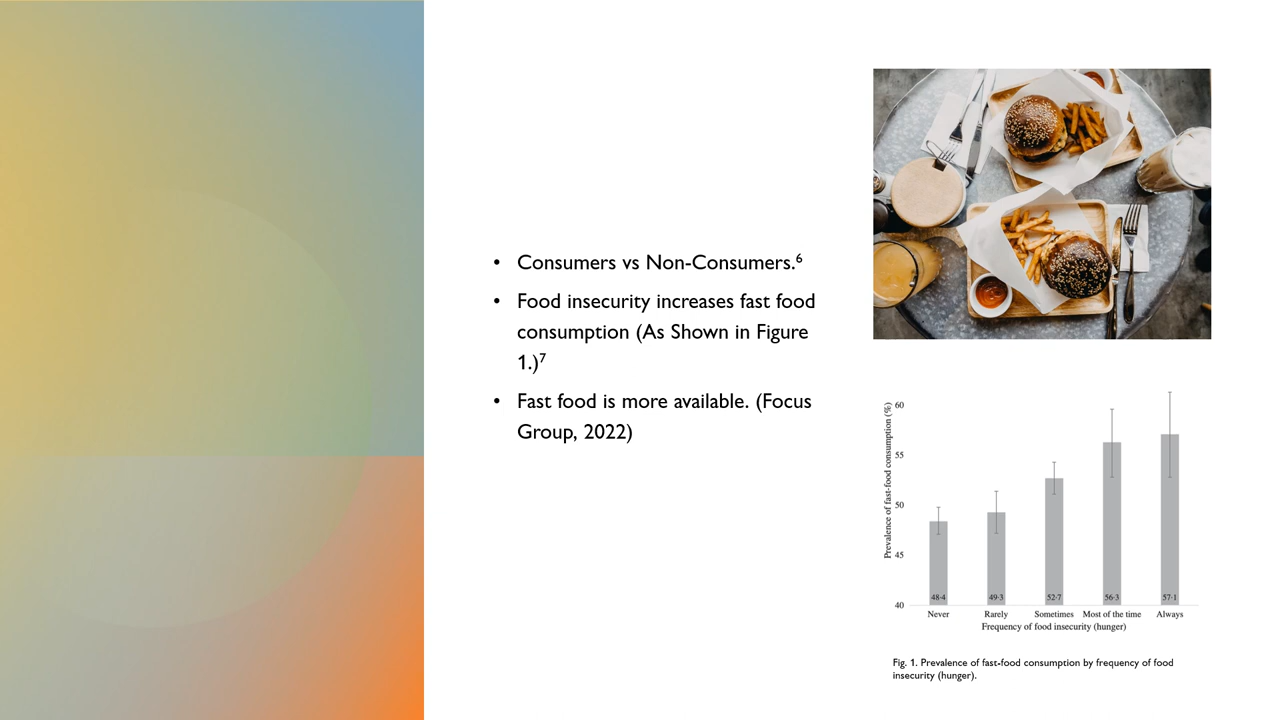 • Consumers vs Non-Consumers.⁶
• Food insecurity increases fast food
consumption (As Shown in Figure
1.)⁷
• Fast food is more available. (Focus
Group, 2022)
Prevalence of fast-food consumption (%)
60
55
50
45
40
48·4
49·3
52·7
56·3
57·1
Never
Rarely
Sometimes
Most of the time
Always
Frequency of food insecurity (hunger)
Fig. 1. Prevalence of fast-food consumption by frequency of food
insecurity (hunger).